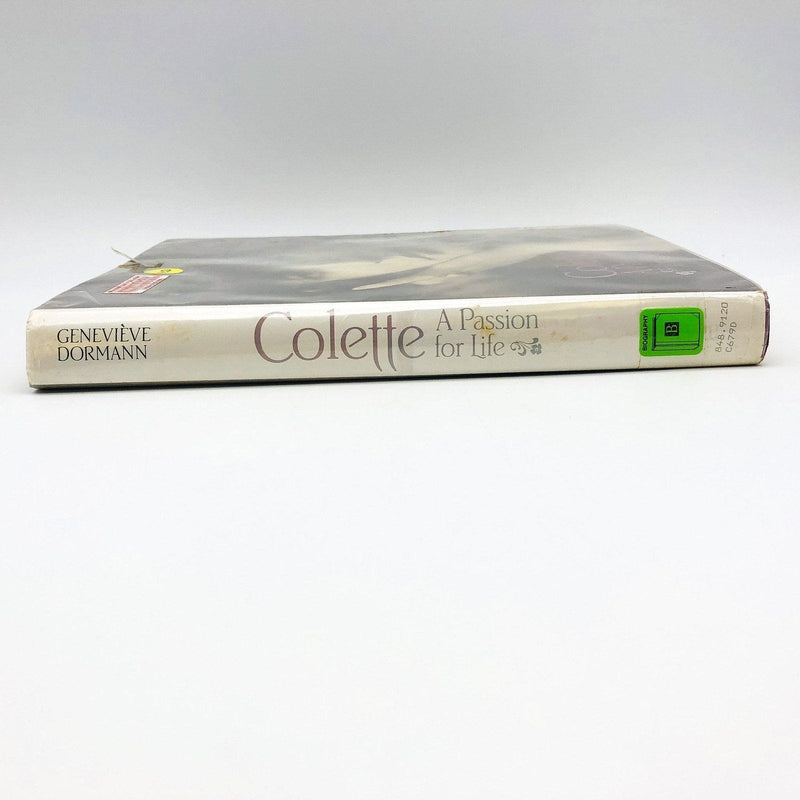 GENEVIÈVE
DORMANN
Colette
A Passion
for Life
BIOGRAPHY
B
848.9120
C679D